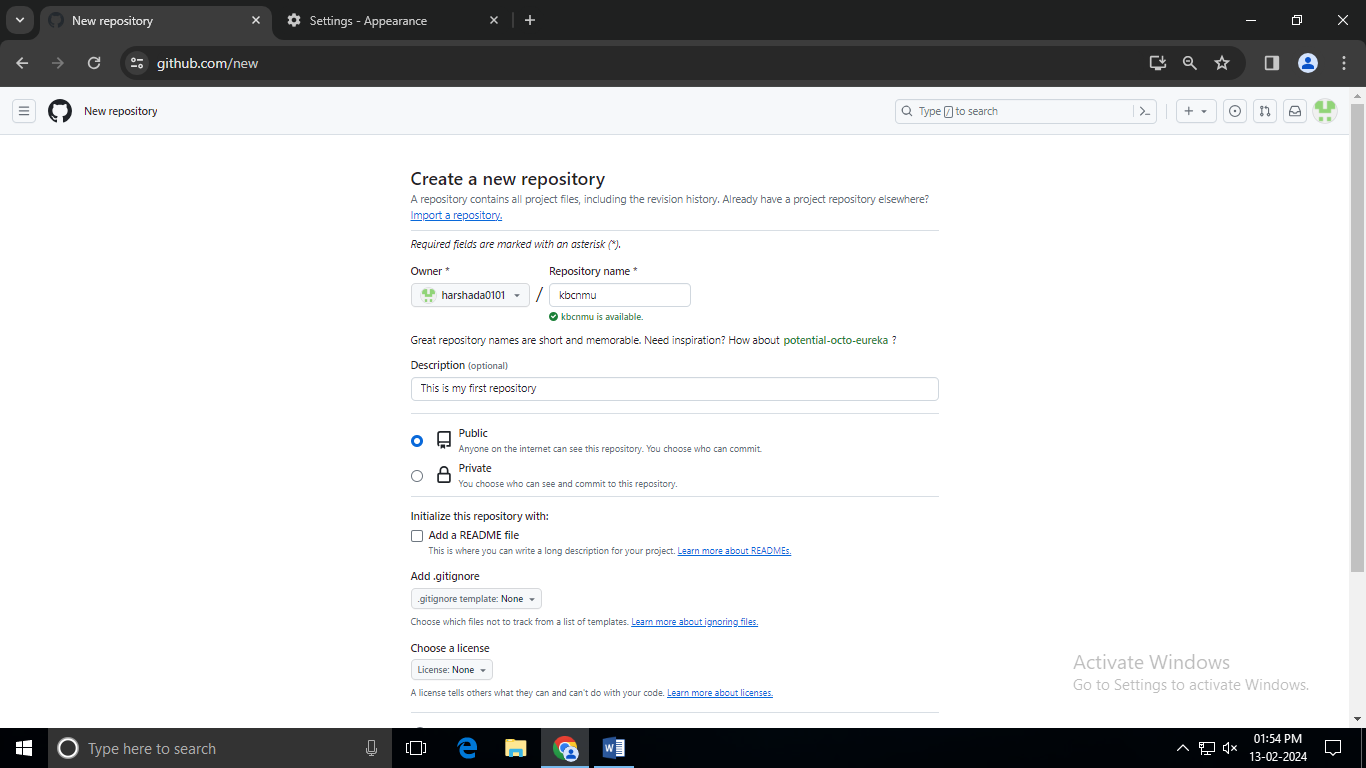 New repository
Settings - Appearance
github.com/new
New repository
Type / to search
Create a new repository
A repository contains all project files, including the revision history. Already have a project repository elsewhere?
Import a repository.
Required fields are marked with an asterisk (*).
Owner * Repository name *
harshada0101 / kbcnmu
kbcnmu is available.
Great repository names are short and memorable. Need inspiration? How about potential-octo-eureka ?
Description (optional)
This is my first repository
Public
Anyone on the internet can see this repository. You choose who can commit.
Private
You choose who can see and commit to this repository.
Initialize this repository with:
Add a README file
This is where you can write a long description for your project. Learn more about READMEs.
Add .gitignore
.gitignore template: None
Choose which files not to track from a list of templates. Learn more about ignoring files.
Choose a license
License: None
A license tells others what they can and can't do with your code. Learn more about licenses.
Activate Windows
Go to Settings to activate Windows.
Type here to search
01:54 PM
13-02-2024